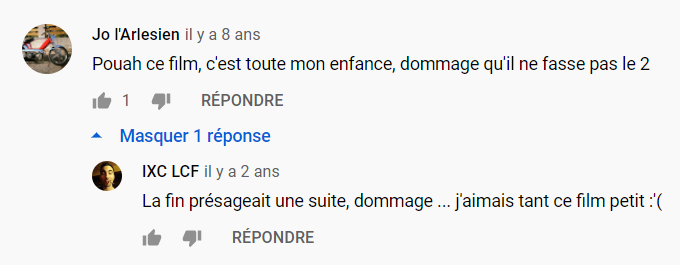 Jo l'Arlesien il y a 8 ans
Pouah ce film, c'est toute mon enfance, dommage qu'il ne fasse pas le 2
1 RÉPONDRE
Masquer 1 réponse
IXC LCF il y a 2 ans
La fin présageait une suite, dommage ... j'aimais tant ce film petit :'(
RÉPONDRE